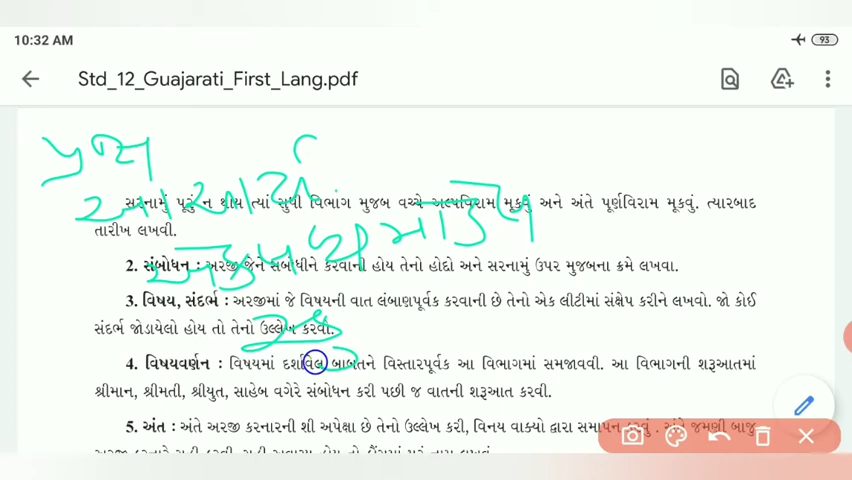 10:32 AM
93
Std_12_Guajarati_First_Lang.pdf
સરનામું પૂરું ન થાય ત્યાં સુધી વિભાગ મુજબ વચ્ચે અલ્પવિરામ મૂકવું અને અંતે પૂર્ણવિરામ મૂકવું. ત્યારબાદ
તારીખ લખવી.
2. સંબોધન : અરજી જેને સંબોધીને કરવાની હોય તેનો હોદો અને સરનામું ઉપર મુજબના ક્રમે લખવા.
3. વિષય, સંદર્ભ : અરજીમાં જે વિષયની વાત લંબાણપૂર્વક કરવાની છે તેનો એક લીટીમાં સંક્ષેપ કરીને લખવો. જો કોઈ
સંદર્ભ જોડાયેલો હોય તો તેનો ઉલ્લેખ કરવો.
4. વિષયવર્ણન : વિષયમાં દર્શાવેલ બાબતને વિસ્તારપૂર્વક આ વિભાગમાં સમજાવવી. આ વિભાગની શરૂઆતમાં
શ્રીમાન, શ્રીમતી, શ્રીયુત, સાહેબ વગેરે સંબોધન કરી પછી જ વાતની શરૂઆત કરવી.
5. અંત : અંતે અરજી કરનારની શી અપેક્ષા છે તેનો ઉલ્લેખ કરી, વિનય વાક્યો દ્વારા સમાપન કરવું. અંતે જમણી બાજુ